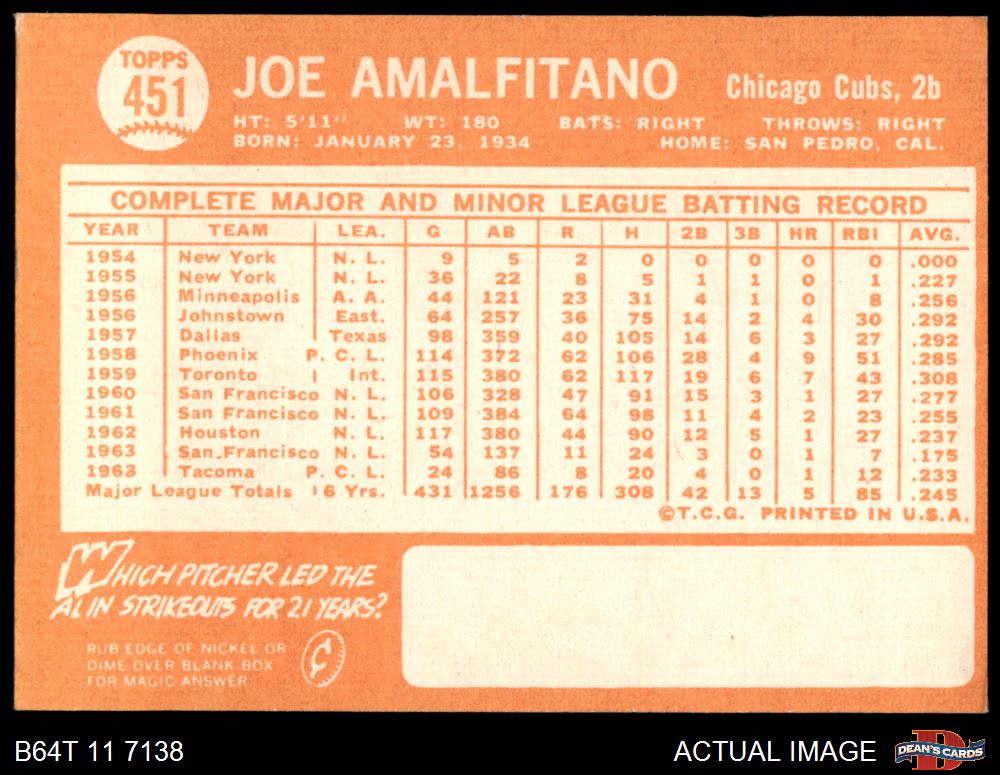 TOPPS
451
JOE AMALFITANO
Chicago Cubs, 2b
HT: 5'11" WT: 180 BATS: RIGHT THROWS: RIGHT
BORN: JANUARY 23, 1934 HOME: SAN PEDRO, CAL.
COMPLETE MAJOR AND MINOR LEAGUE BATTING RECORD
YEAR TEAM LEA. G AB R H 2B 3B HR RBI AVG.
1954 New York N. L. 9 5 2 0 0 0 0 0 .000
1955 New York N. L. 36 22 8 5 1 1 0 1 .227
1956 Minneapolis A. A. 44 121 23 31 4 1 0 8 .256
1956 Johnstown East. 64 257 36 75 14 2 4 30 .292
1957 Dallas Texas 98 359 40 105 14 6 3 27 .292
1958 Phoenix P. C. L. 114 372 62 106 28 4 9 51 .285
1959 Toronto Int. 115 380 62 117 19 6 7 43 .308
1960 San Francisco N. L. 106 328 47 91 15 3 1 27 .277
1961 San Francisco N. L. 109 384 64 98 11 4 2 23 .255
1962 Houston N. L. 117 380 44 90 12 5 1 27 .237
1963 San Francisco N. L. 54 137 11 24 3 0 1 7 .175
1963 Tacoma P. C. L. 24 86 8 20 4 0 1 12 .233
Major League Totals 6 Yrs. 431 1256 176 308 42 13 5 85 .245
©T.C.G. PRINTED IN U.S.A.
WHICH PITCHER LED THE
AL IN STRIKEOUTS FOR 21 YEARS?
RUB EDGE OF NICKEL OR
DIME OVER BLANK BOX
FOR MAGIC ANSWER
¢
B64T 11 7138
ACTUAL IMAGE
DEAN'S CARDS